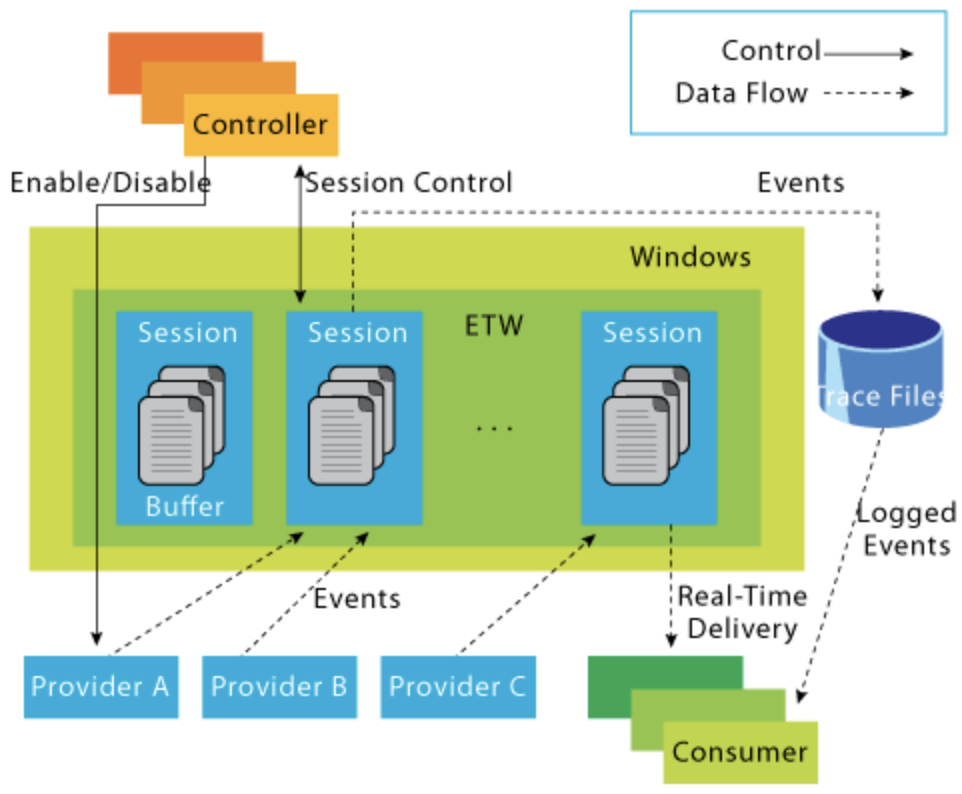 Control
Data Flow
Controller
Enable/Disable
Session Control
Events
Windows
ETW
Session
Session
Session
. . .
Buffer
Trace Files
Logged
Events
Events
Real-Time
Delivery
Provider A
Provider B
Provider C
Consumer